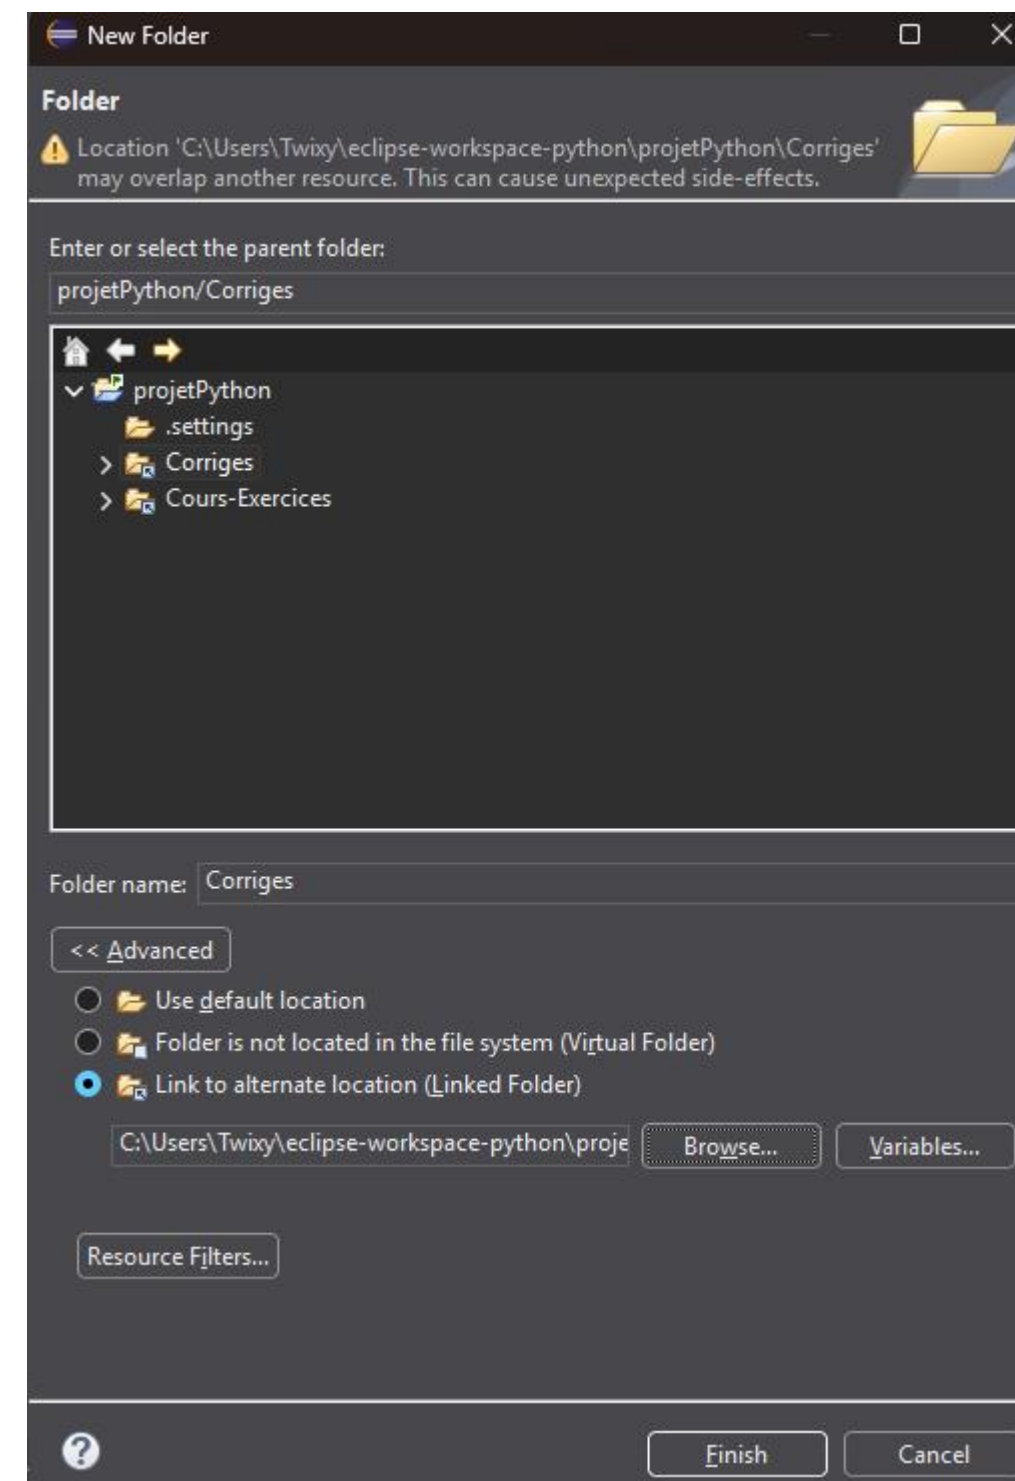 New Folder
Folder
Location 'C:\Users\Twixy\eclipse-workspace-python\projetPython\Corriges'
may overlap another resource. This can cause unexpected side-effects.
Enter or select the parent folder:
projetPython/Corriges
projetPython
.settings
Corriges
Cours-Exercices
Folder name: Corriges
<< Advanced
Use default location
Folder is not located in the file system (Virtual Folder)
Link to alternate location (Linked Folder)
C:\Users\Twixy\eclipse-workspace-python\proje Browse... Variables...
Resource Filters...
? Finish Cancel